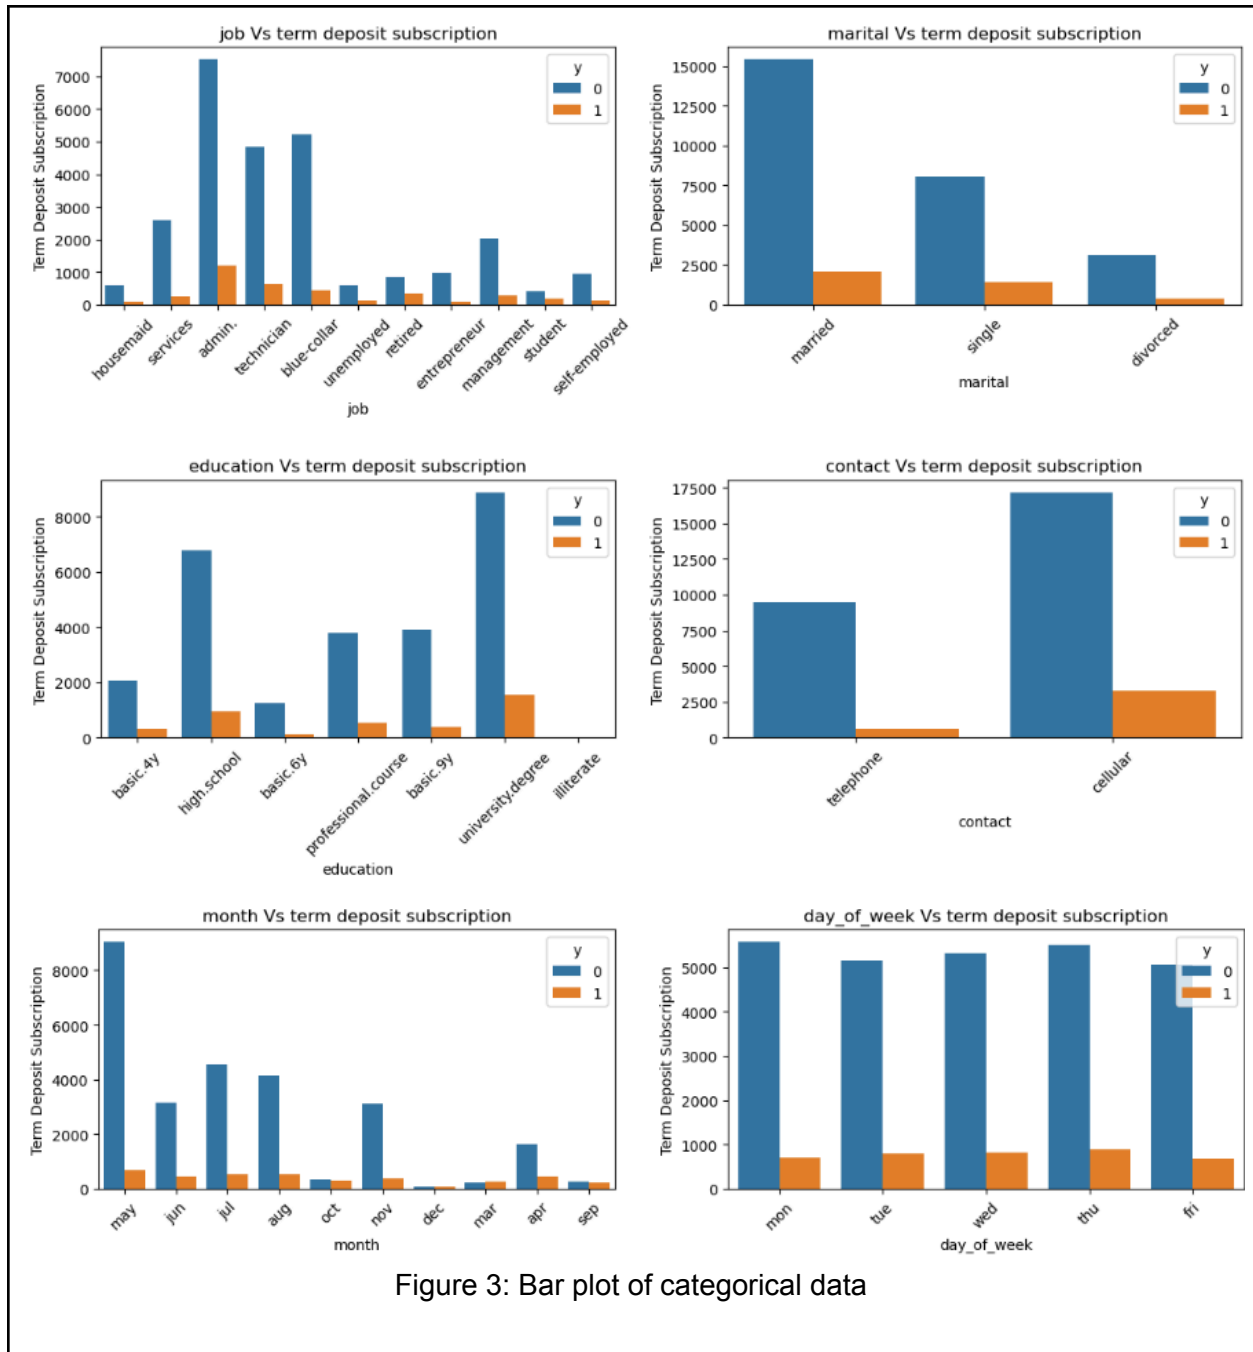 job Vs term deposit subscription
Term Deposit Subscription
7000
6000
5000
4000
3000
2000
1000
0
y
0
1
housemaid
services
admin.
technician
blue-collar
unemployed
retired
entrepreneur
management
student
self-employed
job
marital Vs term deposit subscription
Term Deposit Subscription
15000
12500
10000
7500
5000
2500
0
y
0
1
married
single
divorced
marital
education Vs term deposit subscription
Term Deposit Subscription
8000
6000
4000
2000
0
y
0
1
basic.4y
high.school
basic.6y
professional.course
basic.9y
university.degree
illiterate
education
contact Vs term deposit subscription
Term Deposit Subscription
17500
15000
12500
10000
7500
5000
2500
0
y
0
1
telephone
cellular
contact
month Vs term deposit subscription
Term Deposit Subscription
8000
6000
4000
2000
0
y
0
1
may
jun
jul
aug
oct
nov
dec
mar
apr
sep
month
day_of_week Vs term deposit subscription
Term Deposit Subscription
5000
4000
3000
2000
1000
0
y
0
1
mon
tue
wed
thu
fri
day_of_week
Figure 3: Bar plot of categorical data